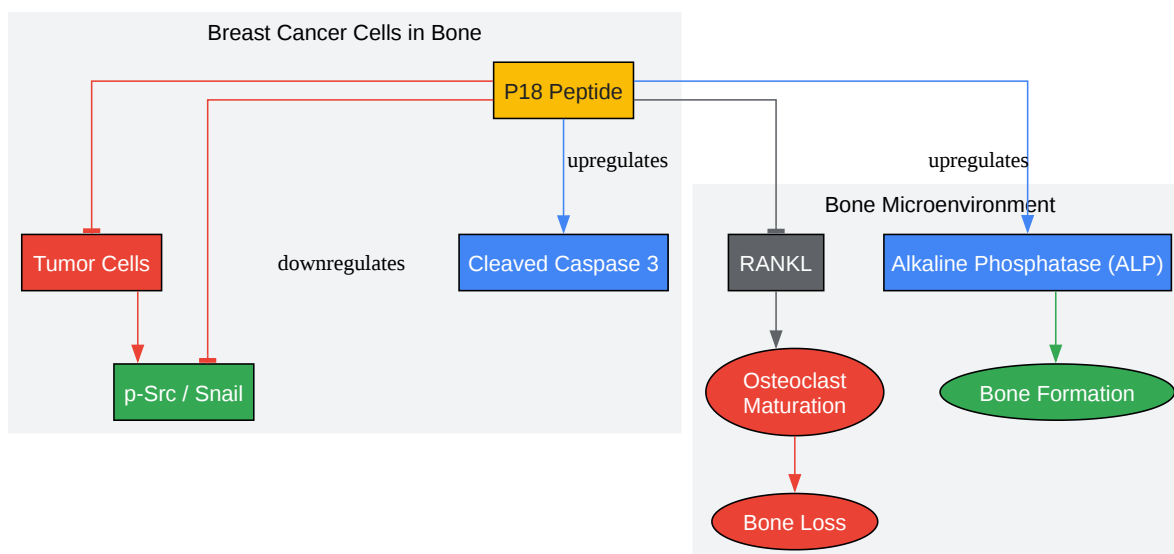 Breast Cancer Cells in Bone
P18 Peptide
upregulates
upregulates
Bone Microenvironment
Tumor Cells
downregulates
Cleaved Caspase 3
RANKL
Alkaline Phosphatase (ALP)
p-Src / Snail
Osteoclast
Maturation
Bone Formation
Bone Loss